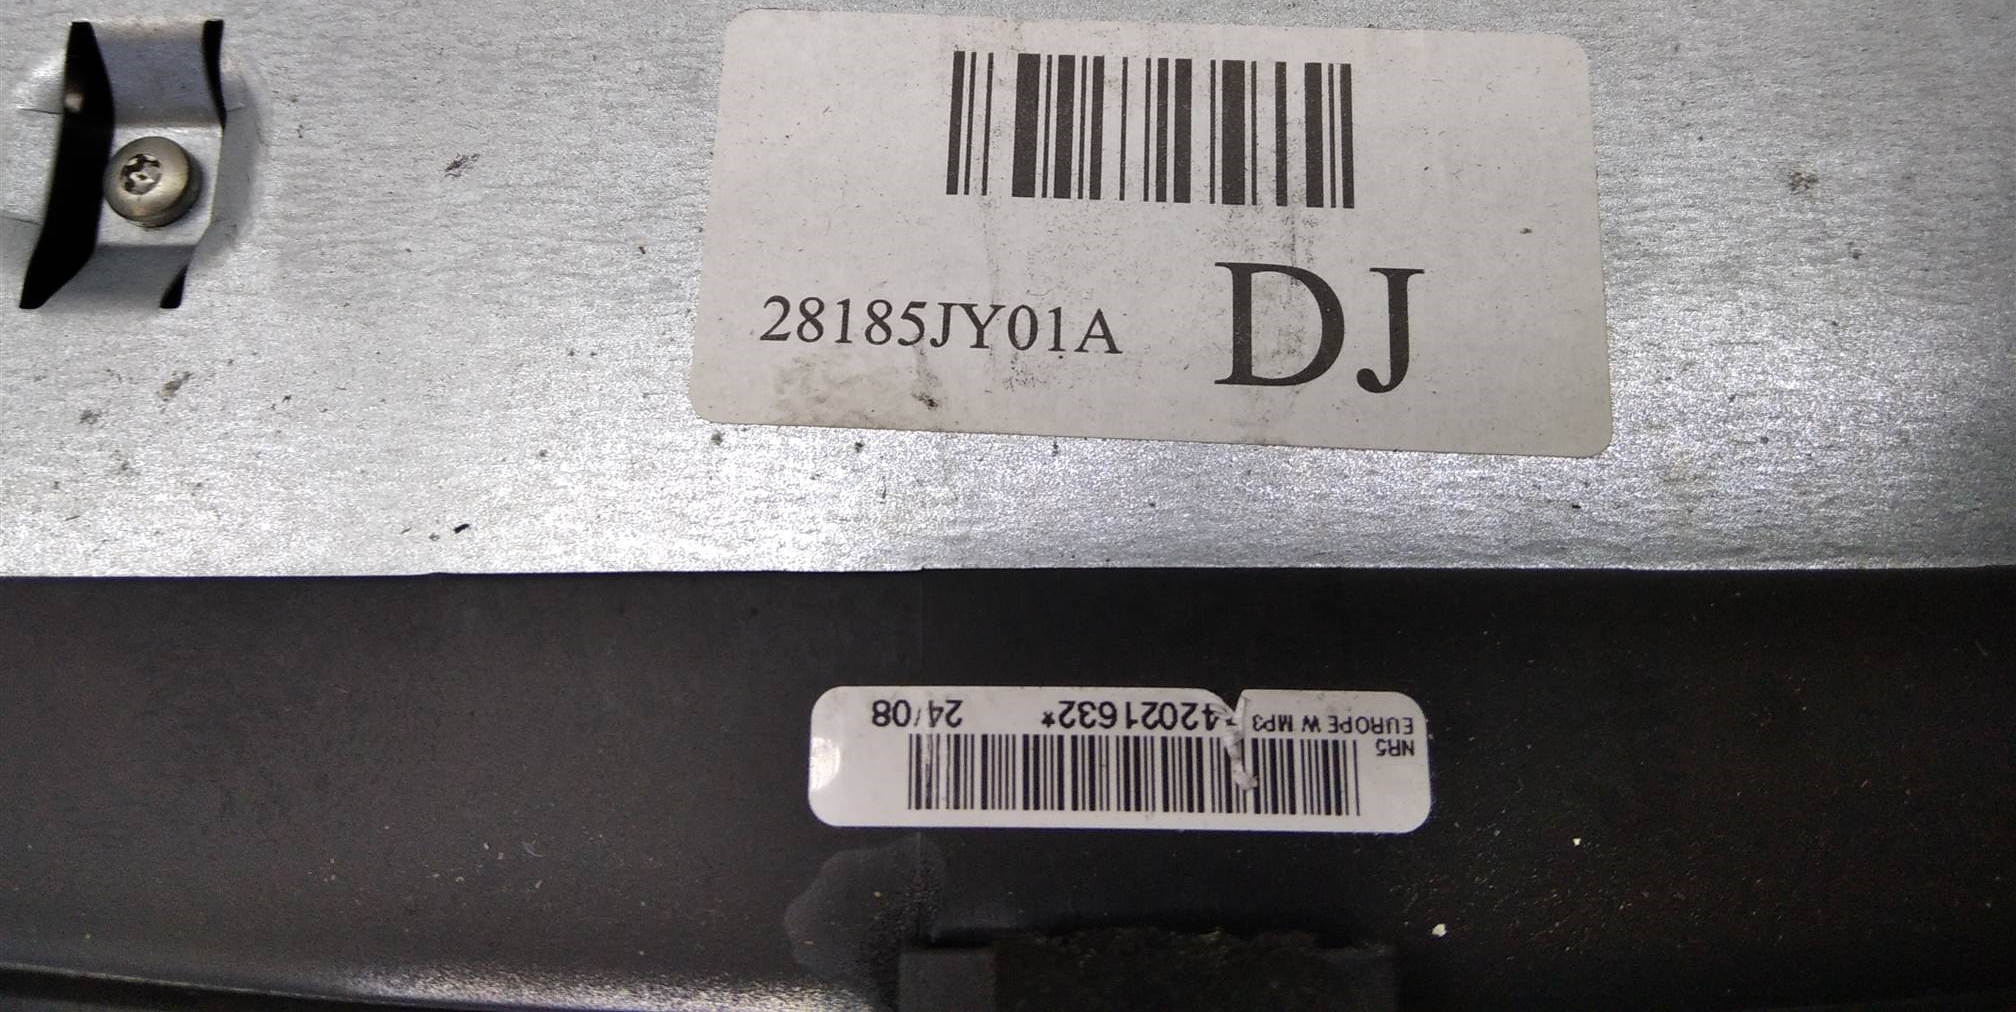 28185JY01A DJ
NR5
EUROPE W MP3
42021632* 24/08